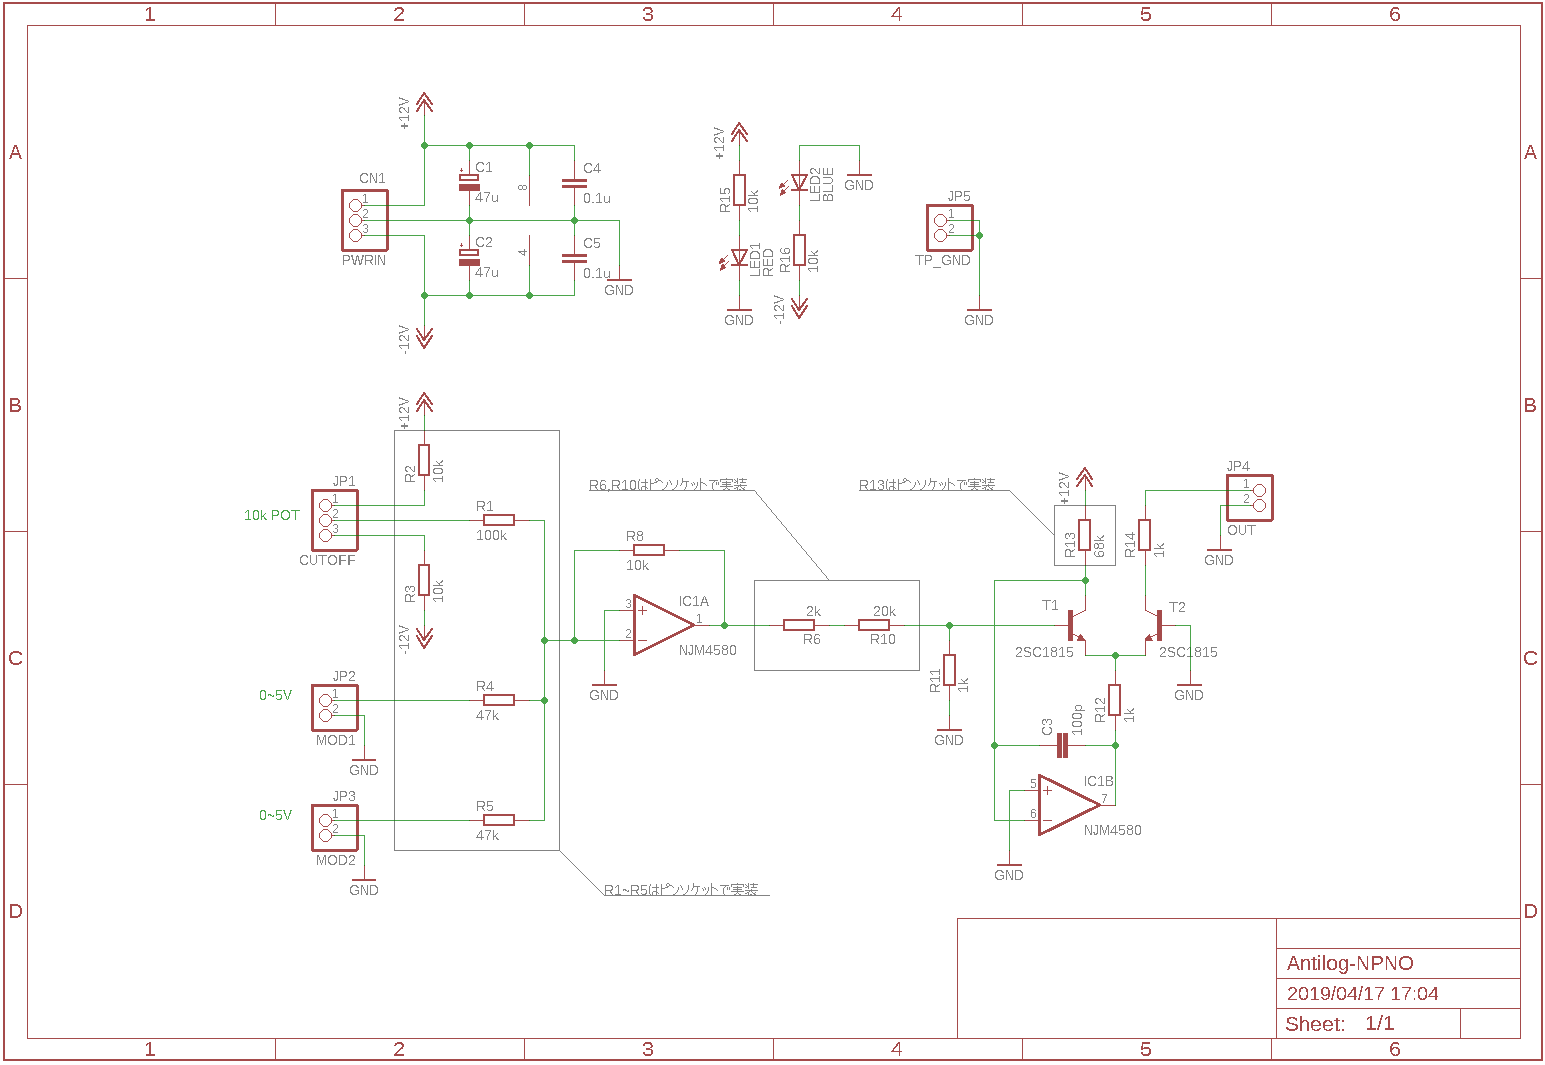 1 2 3 4 5 6
A
A
+12V
CN1
1
2
3
PWRIN
C1
47u
C2
47u
8
4
C4
0.1u
C5
0.1u
GND
-12V
+12V
R15
10k
LED1
RED
GND
LED2
BLUE
GND
R16
10k
-12V
JP5
1
2
TP_GND
GND
B
B
+12V
R2
10k
JP1
1
2
3
10k POT
CUTOFF
R3
10k
-12V
R1
100k
R6,R10はピンソケットで実装
R13はピンソケットで実装
R8
10k
IC1A
3
2
1
NJM4580
GND
2k
R6
20k
R10
R11
1k
GND
+12V
R13
68k
R14
1k
JP4
1
2
OUT
GND
T1
2SC1815
T2
2SC1815
GND
R12
1k
C3
100p
IC1B
5
6
7
NJM4580
GND
C
C
0~5V
JP2
1
2
MOD1
GND
R4
47k
0~5V
JP3
1
2
MOD2
GND
R5
47k
R1~R5はピンソケットで実装
D
D
Antilog-NPNO
2019/04/17 17:04
Sheet: 1/1
1 2 3 4 5 6